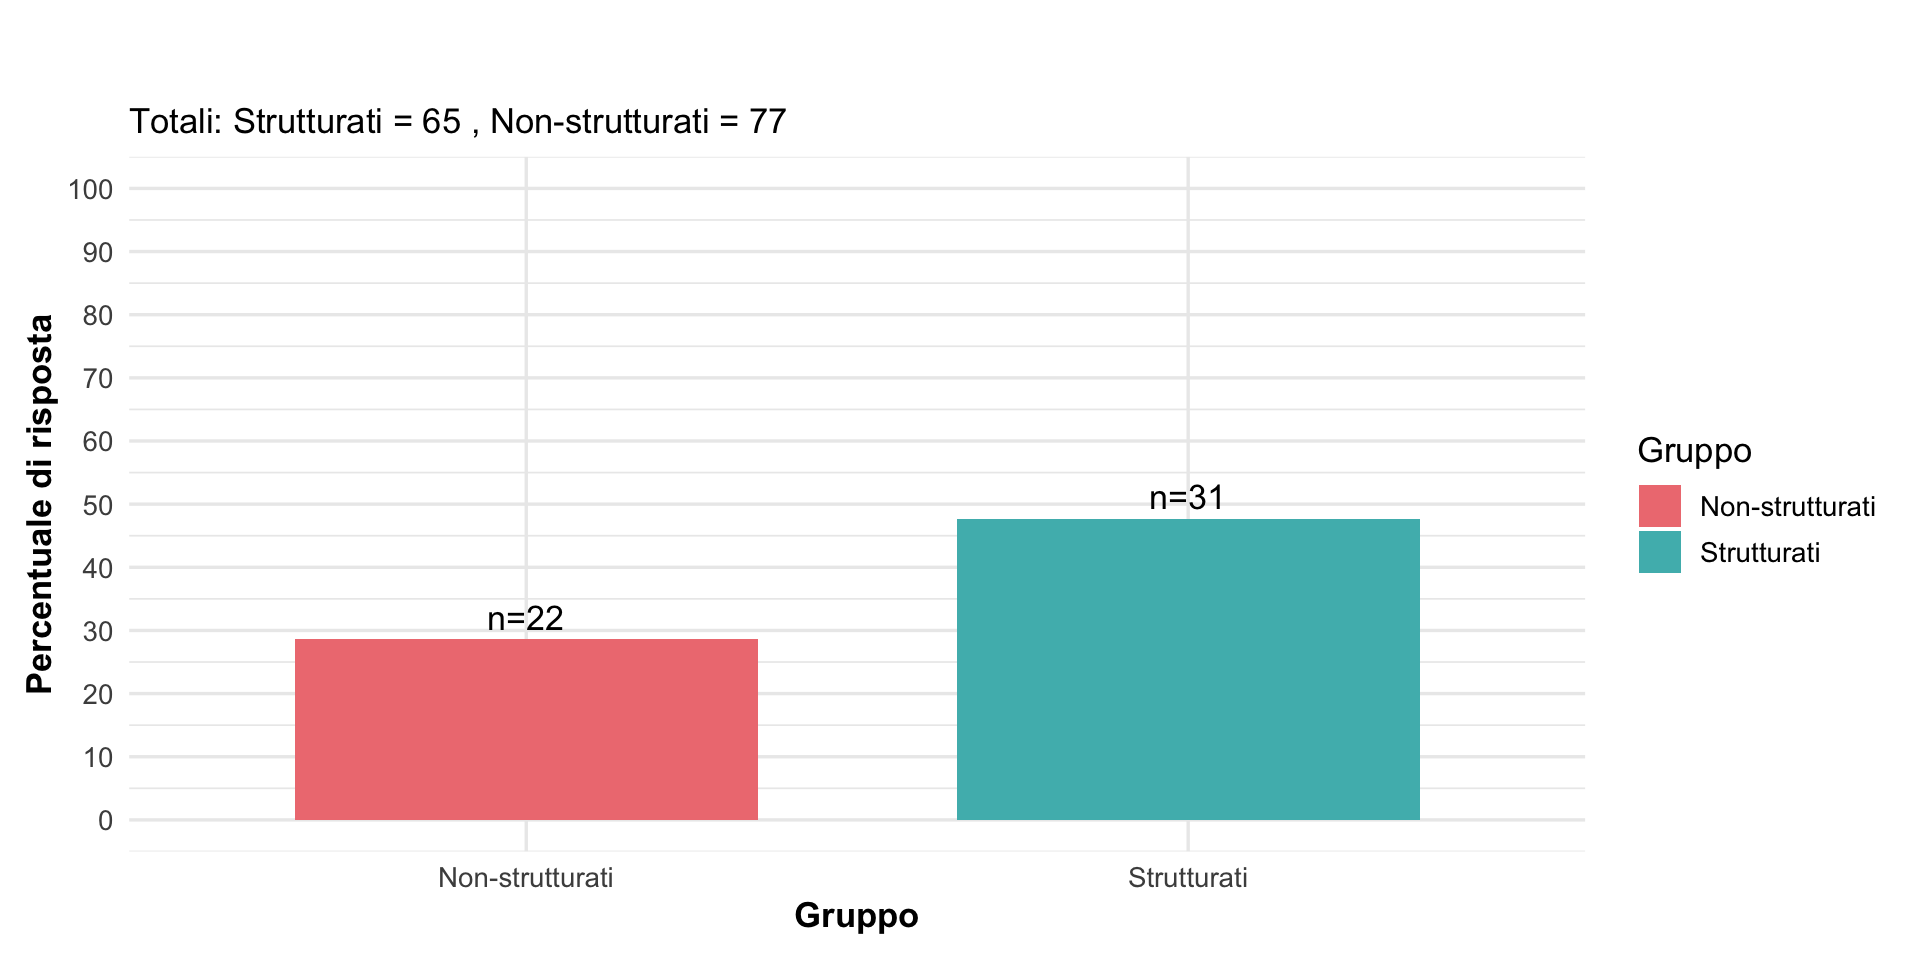 Totali: Strutturati = 65 , Non-strutturati = 77
Percentuale di risposta
100
90
80
70
60
50
40
30
20
10
0
n=22
n=31
Non-strutturati
Strutturati
Gruppo
Gruppo
Non-strutturati
Strutturati